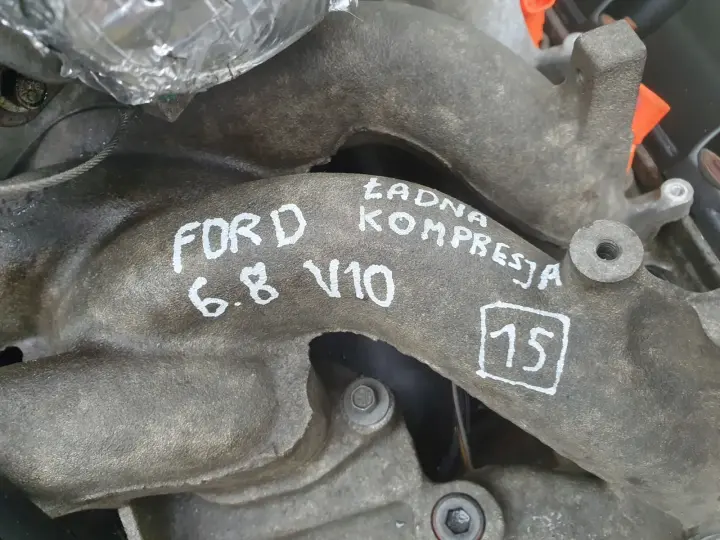 FORD
6.8 V10
ŁADNA
KOMPRESJA
15